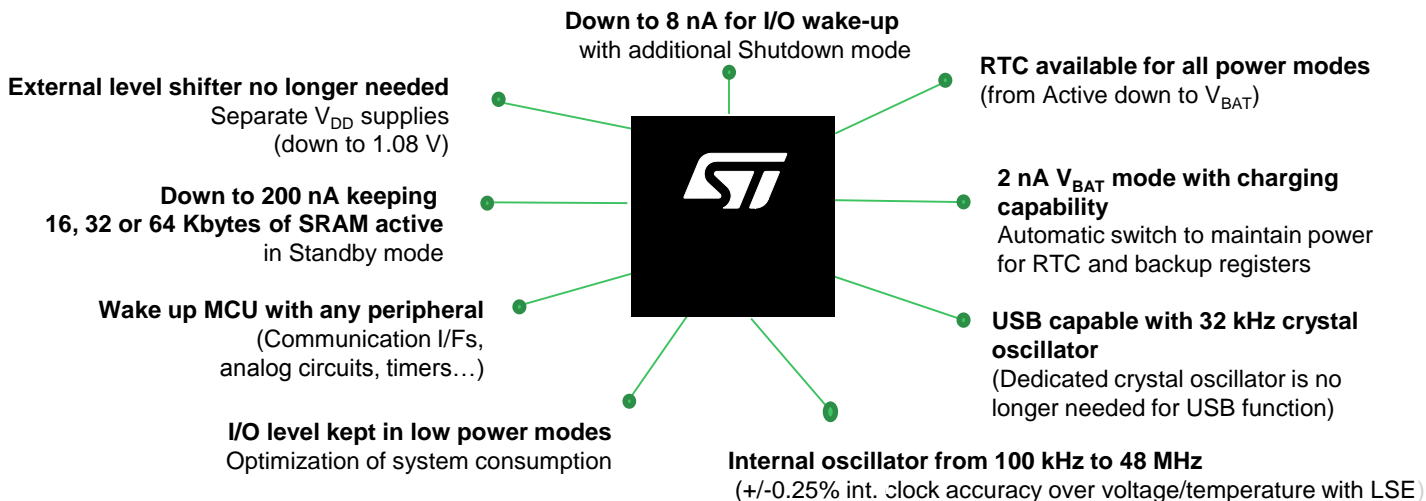 Down to 8 nA for I/O wake-up
with additional Shutdown mode
External level shifter no longer needed
Separate VDD supplies
(down to 1.08 V)
RTC available for all power modes
(from Active down to VBAT)
ST
Down to 200 nA keeping
16, 32 or 64 Kbytes of SRAM active
in Standby mode
2 nA VBAT mode with charging
capability
Automatic switch to maintain power
for RTC and backup registers
Wake up MCU with any peripheral
(Communication I/Fs,
analog circuits, timers…)
USB capable with 32 kHz crystal
oscillator
(Dedicated crystal oscillator is no
longer needed for USB function)
I/O level kept in low power modes
Optimization of system consumption
Internal oscillator from 100 kHz to 48 MHz
(+/-0.25% int. clock accuracy over voltage/temperature with LSE)